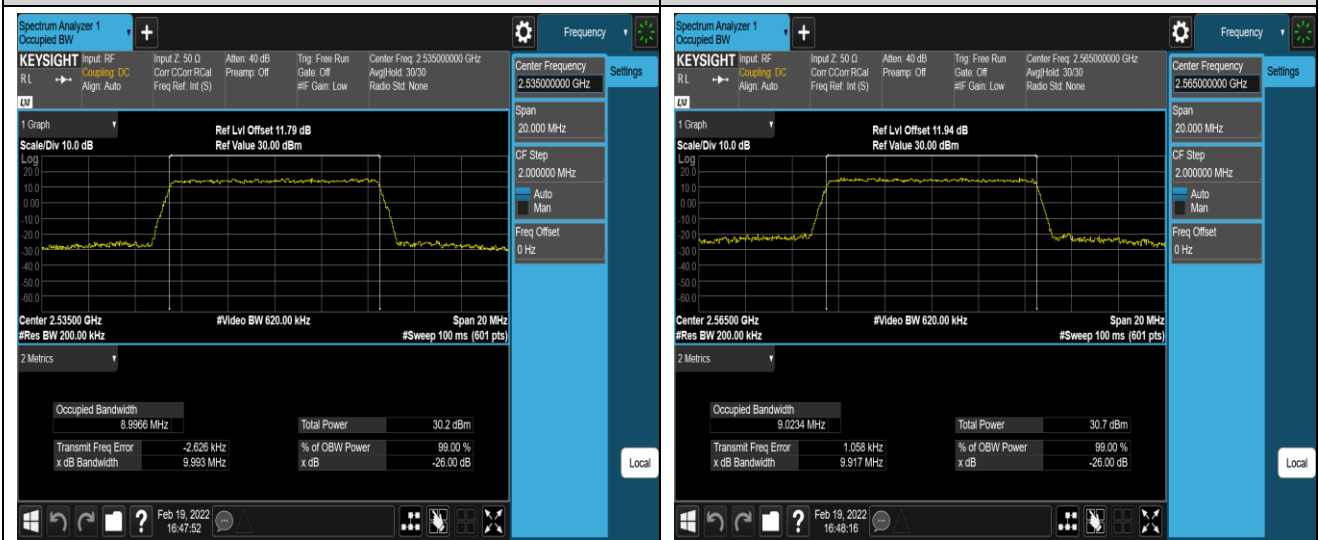 Spectrum Analyzer 1
Occupied BW
+
Frequency
KEYSIGHT
RL
LXI
Input: RF
Coupling: DC
Align: Auto
Input Z: 50 Ω
Corr CCorr RCal
Freq Ref: Int (S)
Atten: 40 dB
Preamp: Off
Trig: Free Run
Gate: Off
#IF Gain: Low
Center Freq: 2.535000000 GHz
Avg|Hold: 30/30
Radio Std: None
Center Frequency
2.535000000 GHz
Settings
Span
20.000 MHz
CF Step
2.000000 MHz
Auto
Man
Freq Offset
0 Hz
Local
1 Graph
Ref Lvl Offset 11.79 dB
Scale/Div 10.0 dB
Ref Value 30.00 dBm
Log
20.0
10.0
0.00
-10.0
-20.0
-30.0
-40.0
-50.0
-60.0
Center 2.53500 GHz
#Video BW 620.00 kHz
Span 20 MHz
#Res BW 200.00 kHz
#Sweep 100 ms (601 pts)
2 Metrics
Occupied Bandwidth
8.9966 MHz
Total Power 30.2 dBm
Transmit Freq Error -2.626 kHz
% of OBW Power 99.00 %
x dB Bandwidth 9.993 MHz
x dB -26.00 dB
?
Feb 19, 2022
16:47:52
Spectrum Analyzer 1
Occupied BW
+
Frequency
KEYSIGHT
RL
LXI
Input: RF
Coupling: DC
Align: Auto
Input Z: 50 Ω
Corr CCorr RCal
Freq Ref: Int (S)
Atten: 40 dB
Preamp: Off
Trig: Free Run
Gate: Off
#IF Gain: Low
Center Freq: 2.565000000 GHz
Avg|Hold: 30/30
Radio Std: None
Center Frequency
2.565000000 GHz
Settings
Span
20.000 MHz
CF Step
2.000000 MHz
Auto
Man
Freq Offset
0 Hz
Local
1 Graph
Ref Lvl Offset 11.94 dB
Scale/Div 10.0 dB
Ref Value 30.00 dBm
Log
20.0
10.0
0.00
-10.0
-20.0
-30.0
-40.0
-50.0
-60.0
Center 2.56500 GHz
#Video BW 620.00 kHz
Span 20 MHz
#Res BW 200.00 kHz
#Sweep 100 ms (601 pts)
2 Metrics
Occupied Bandwidth
9.0234 MHz
Total Power 30.7 dBm
Transmit Freq Error 1.058 kHz
% of OBW Power 99.00 %
x dB Bandwidth 9.917 MHz
x dB -26.00 dB
?
Feb 19, 2022
16:48:16